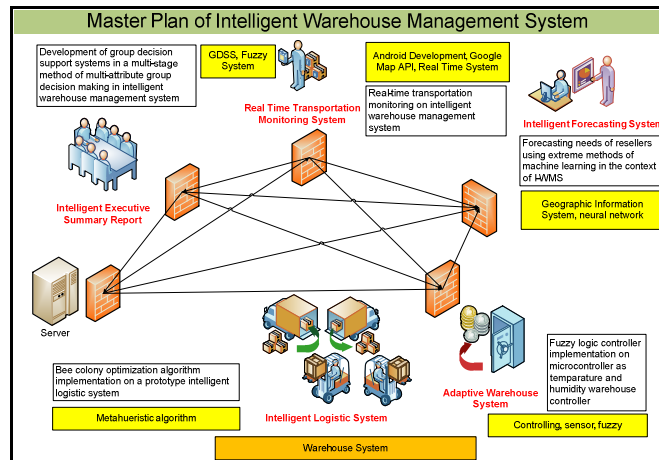 Master Plan of Intelligent Warehouse Management System
Development of group decision
support systems in a multi-stage
method of multi-attribute group
decision making in intelligent
warehouse management system
GDSS, Fuzzy
System
Real Time Transportation
Monitoring System
Android Development, Google
Map API, Real Time System
Real-time transportation
monitoring on intelligent
warehouse management
system
Intelligent Forecasting System
Forecasting needs of resellers
using extreme methods of
machine learning in the context
of I-WMS
Geographic Information
System, neural network
Intelligent Executive
Summary Report
Server
Bee colony optimization algorithm
implementation on a prototype intelligent
logistic system
Metahueristic algorithm
Intelligent Logistic System
Adaptive Warehouse
System
Fuzzy logic controller
implementation on
microcontroller as
temparature and
humidity warehouse
controller
Controlling, sensor, fuzzy
Warehouse System